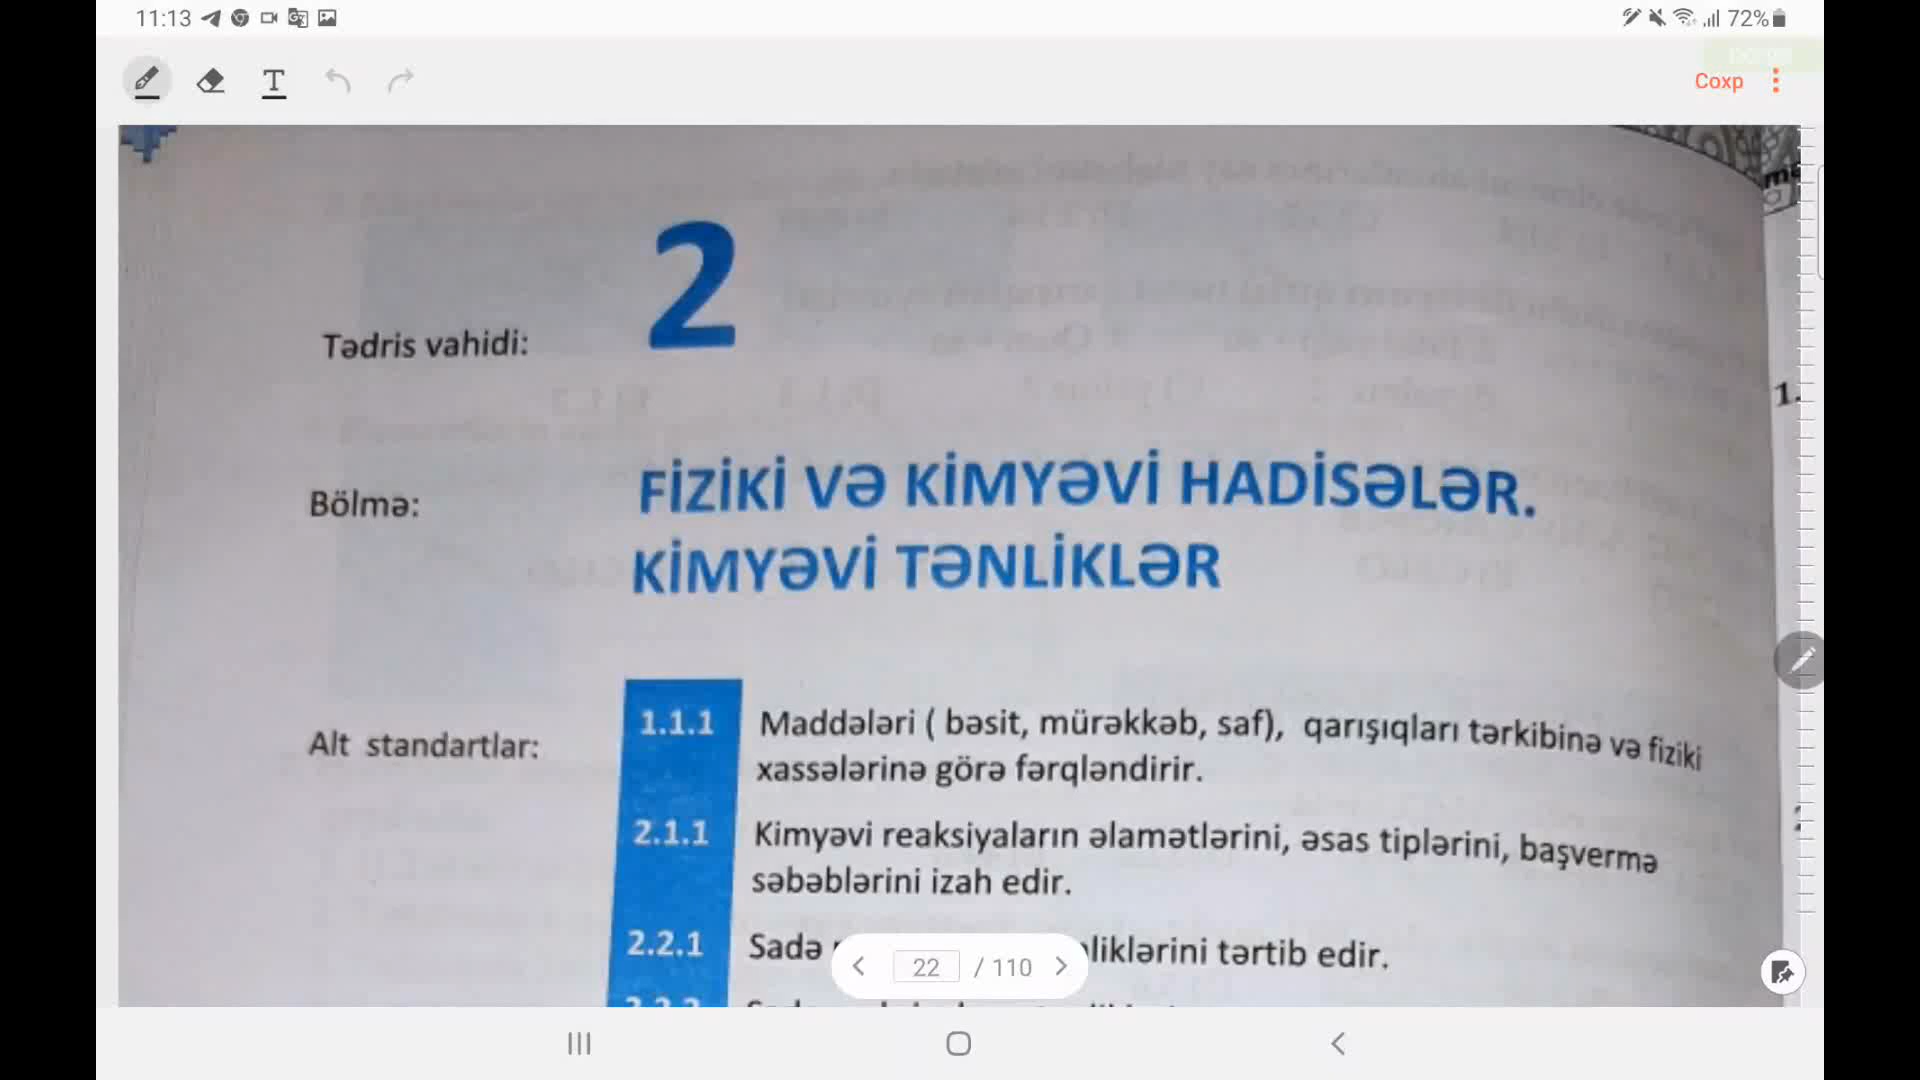 11:13
72%
Сохр
2
Tədris vahidi:
Bölmə:
FİZİKİ VƏ KİMYƏVİ HADİSƏLƏR.
KİMYƏVİ TƏNLİKLƏR
Alt standartlar:
1.1.1 Maddələri ( bəsit, mürəkkəb, saf), qarışıqları tərkibinə və fiziki
xassələrinə görə fərqləndirir.
2.1.1 Kimyəvi reaksiyaların əlamətlərini, əsas tiplərini, başvermə
səbəblərini izah edir.
2.2.1 Sadə liklərini tərtib edir.
22 / 110
1.